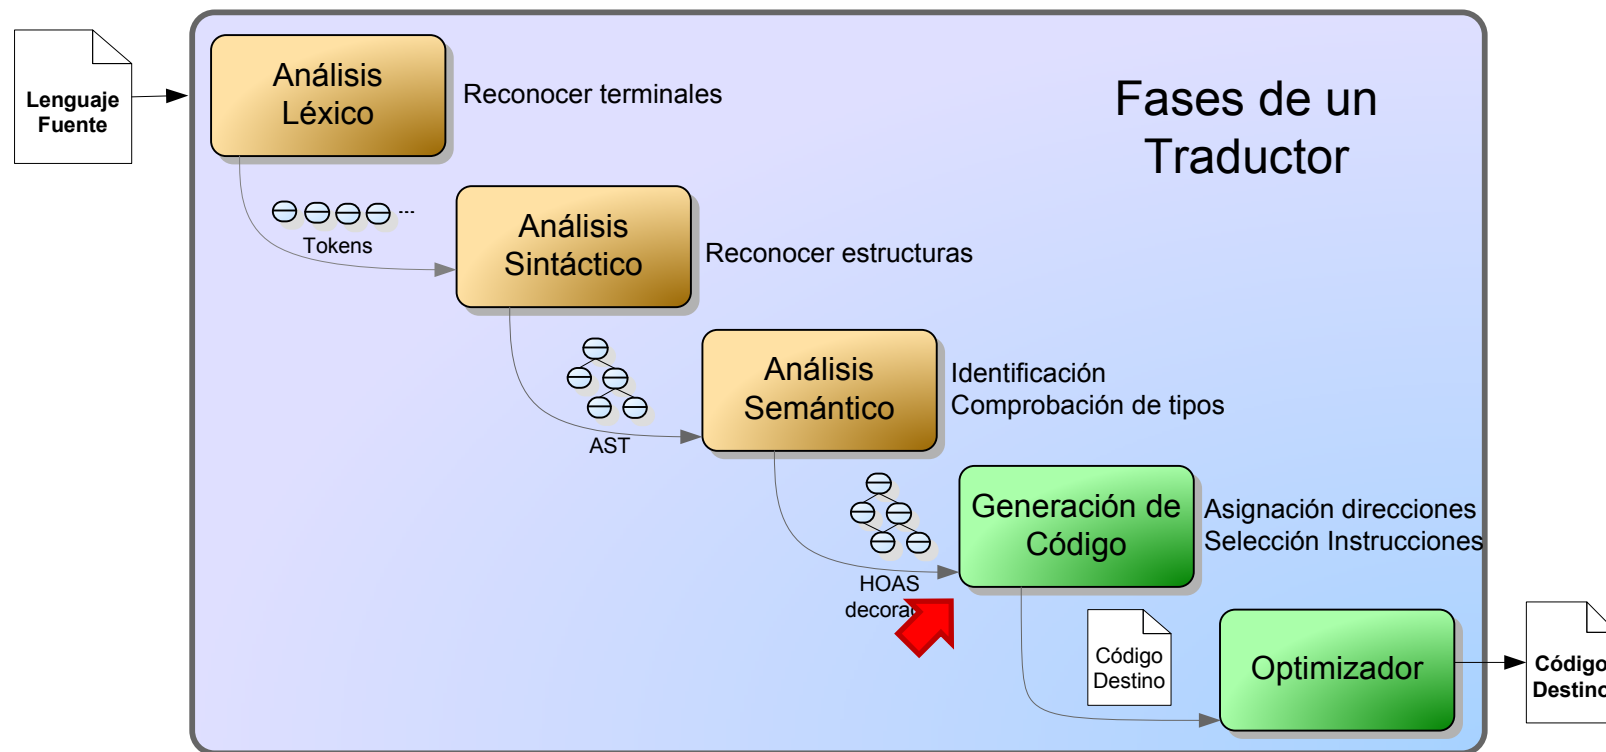 Lenguaje
Fuente
Análisis
Léxico
Reconocer terminales
Fases de un
Traductor
Tokens
...
Análisis
Sintáctico
Reconocer estructuras
AST
Análisis
Semántico
Identificación
Comprobación de tipos
HOAS
Generación de
Código
Asignación direcciones
Selección Instrucciones
Código
Destino
Optimizador
Código
Destino